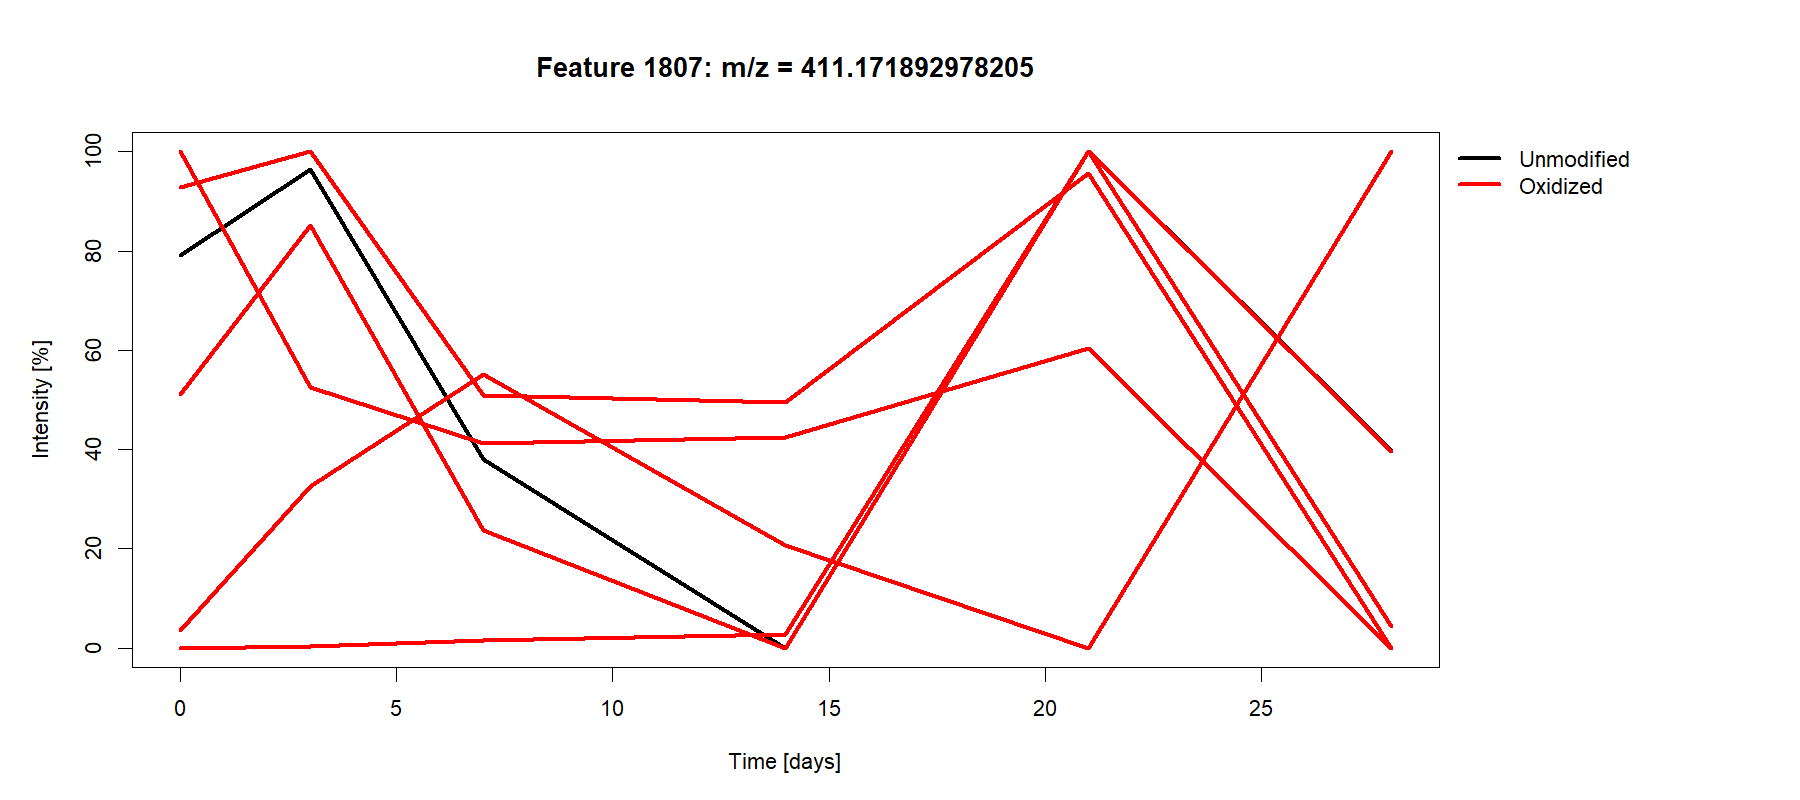 Feature 1807: m/z = 411.171892978205
100
80
60
40
20
0
Intensity [%]
0 5 10 15 20 25
Time [days]
Unmodified
Oxidized